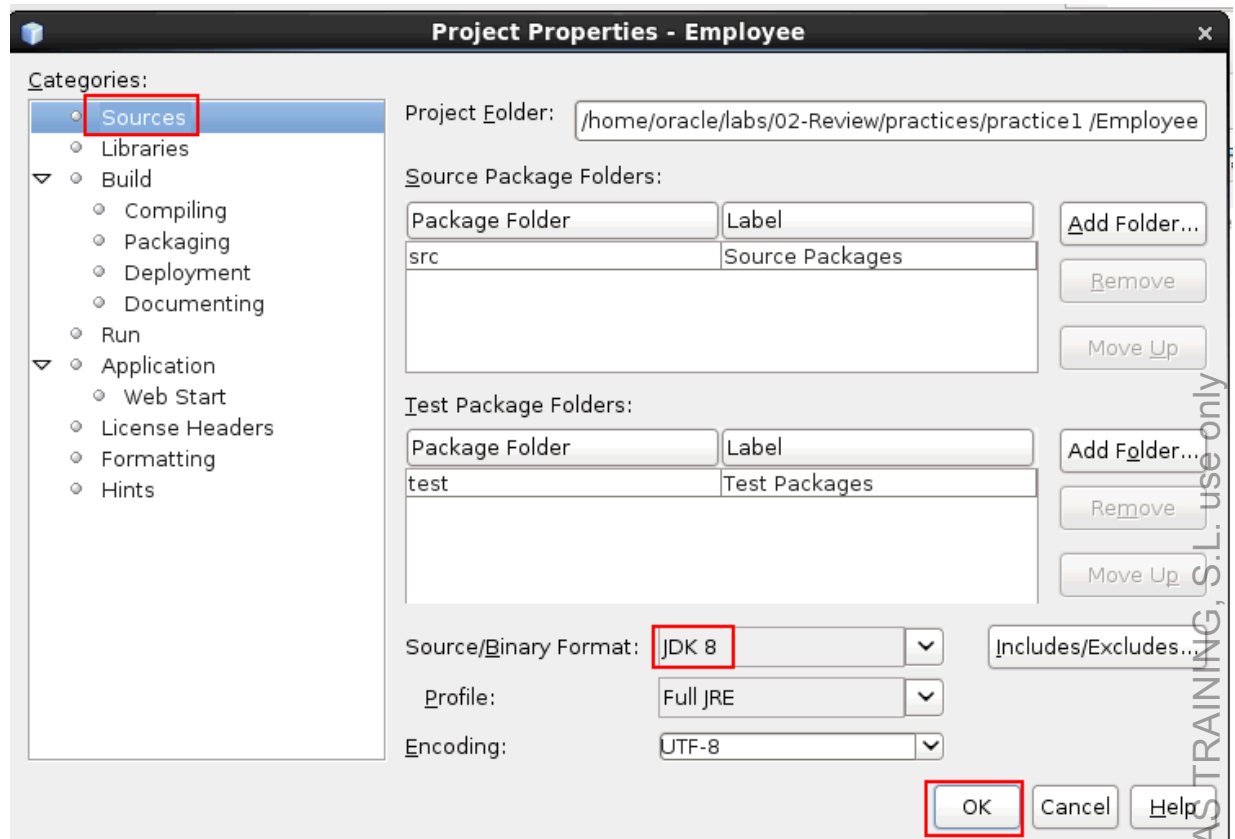 Project Properties - Employee
Categories:
Sources
Libraries
Build
Compiling
Packaging
Deployment
Documenting
Run
Application
Web Start
License Headers
Formatting
Hints
Project Folder: /home/oracle/labs/02-Review/practices/practice1 /Employee
Source Package Folders:
Package Folder Label
src Source Packages
Add Folder...
Remove
Move Up
Test Package Folders:
Package Folder Label
test Test Packages
Add Folder...
Remove
Move Up
Source/Binary Format: JDK 8 Includes/Excludes...
Profile: Full JRE
Encoding: UTF-8
OK Cancel Help
AS TRAINING, S.L. use only